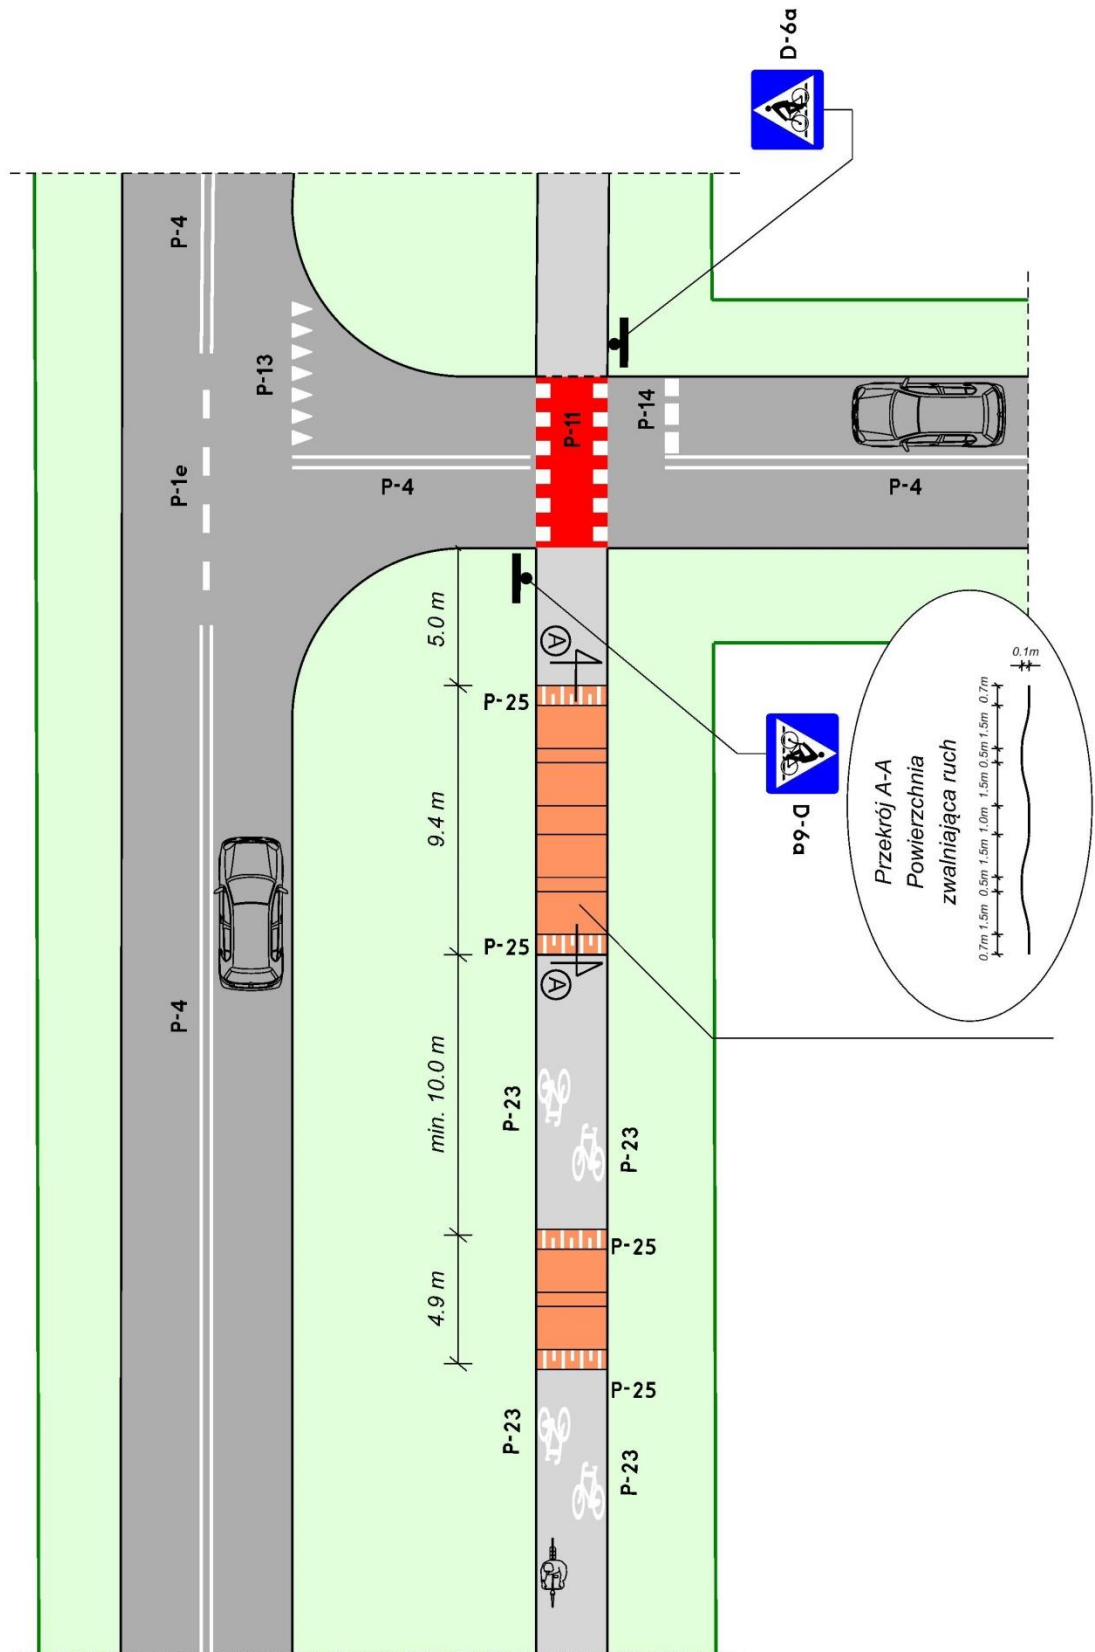 D-6a
P-4
P-13
P-1e
P-11
P-14
P-4
P-4
5.0 m
A
P-25
9.4 m
P-25
A
D-6a
Przekrój A-A
Powierzchnia
zwalniająca ruch
0.7m 1.5m 0.5m 1.5m 1.0m 1.5m 0.5m 1.5m 0.7m
0.1m
P-4
min. 10.0 m
P-23
P-23
4.9 m
P-25
P-25
P-23
P-23